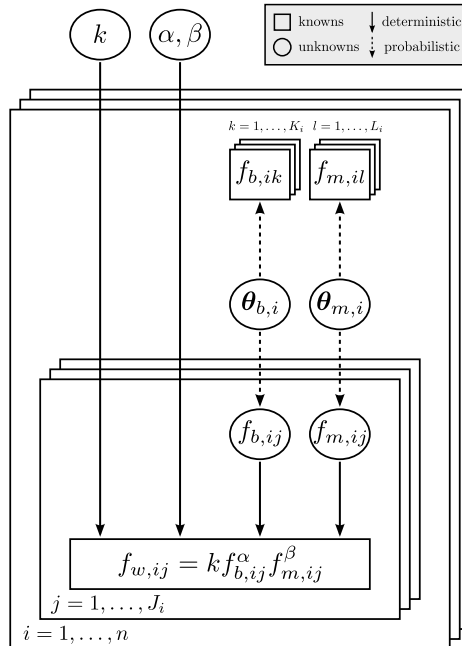 k
α, β
knowns
deterministic
unknowns
probabilistic
k = 1, . . . , K_i
l = 1, . . . , L_i
f_{b,ik}
f_{m,il}
θ_{b,i}
θ_{m,i}
f_{b,ij}
f_{m,ij}
f_{w,ij} = k f_{b,ij}^α f_{m,ij}^β
j = 1, . . . , J_i
i = 1, . . . , n